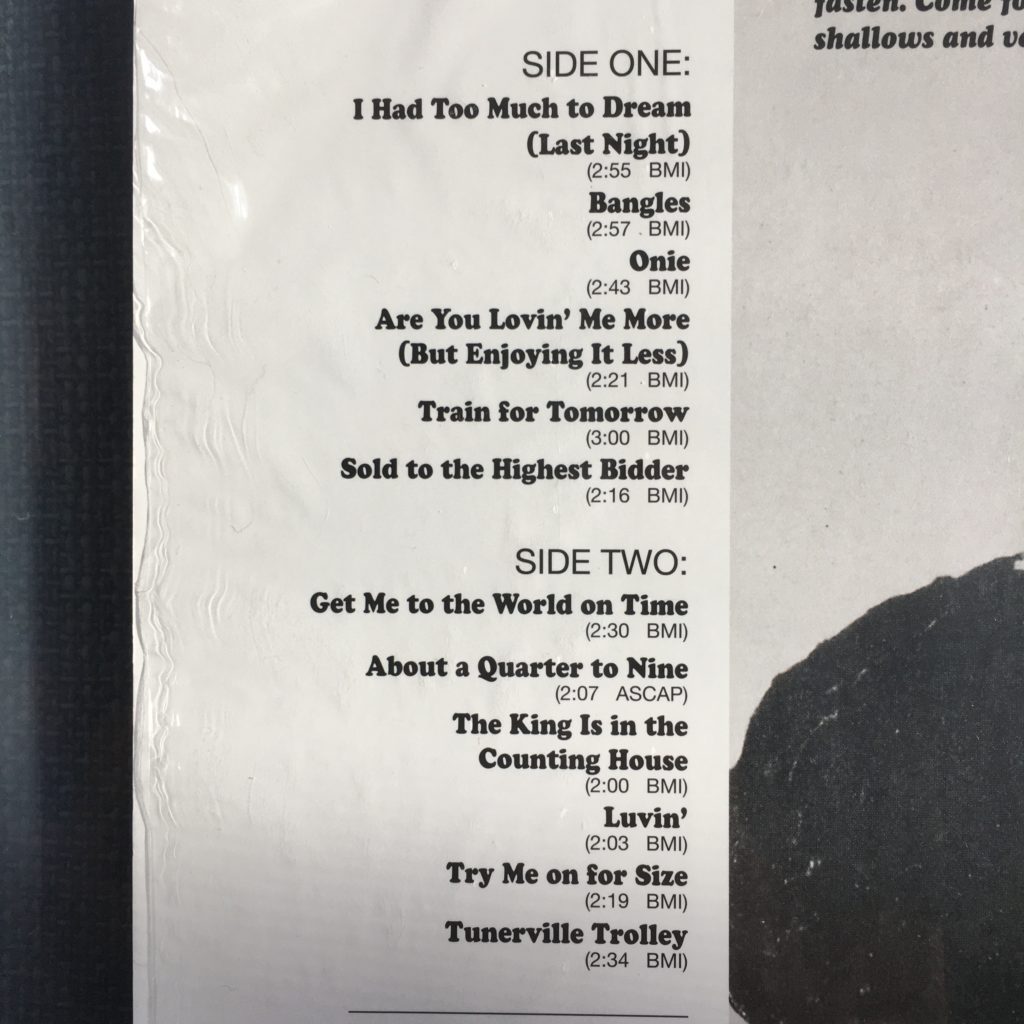 fasten. Come
shallows and
SIDE ONE:
I Had Too Much to Dream
(Last Night)
(2:55 BMI)
Bangles
(2:57 BMI)
Onie
(2:43 BMI)
Are You Lovin' Me More
(But Enjoying It Less)
(2:21 BMI)
Train for Tomorrow
(3:00 BMI)
Sold to the Highest Bidder
(2:16 BMI)
SIDE TWO:
Get Me to the World on Time
(2:30 BMI)
About a Quarter to Nine
(2:07 ASCAP)
The King Is in the
Counting House
(2:00 BMI)
Luvin'
(2:03 BMI)
Try Me on for Size
(2:19 BMI)
Tunerville Trolley
(2:34 BMI)